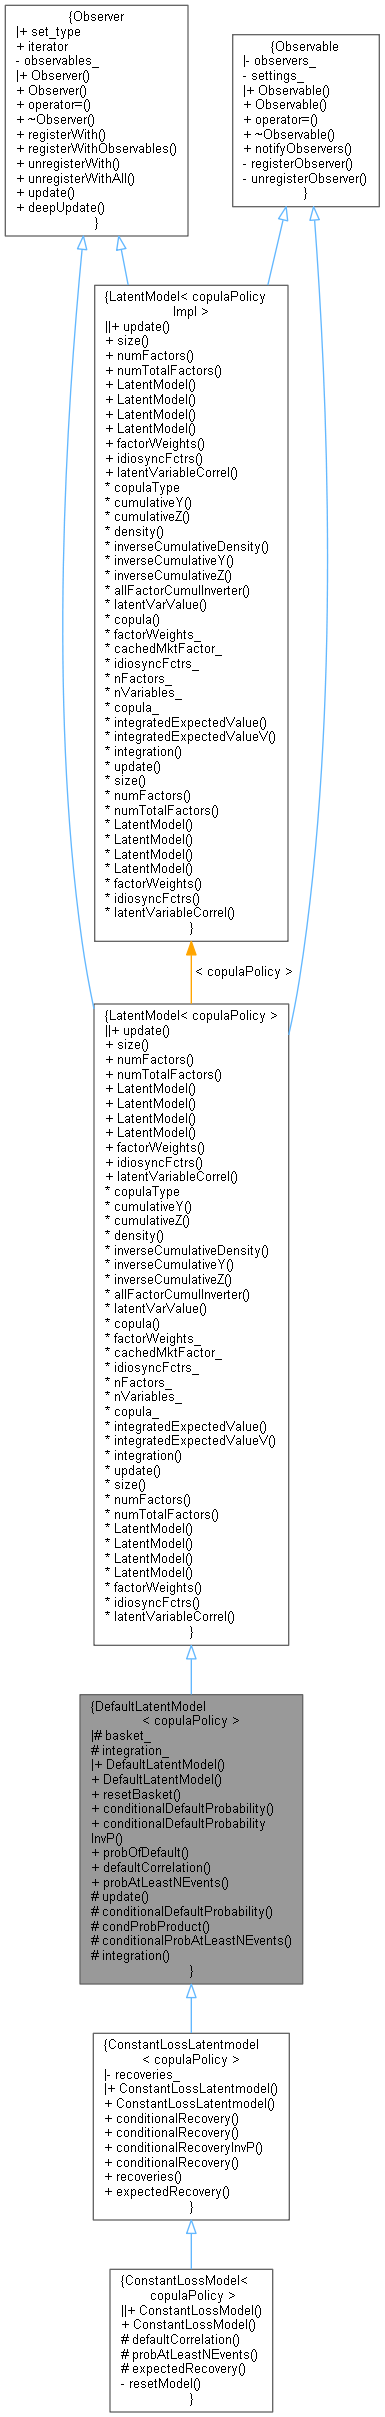 {Observer
|+ set_type
+ iterator
- observables_
|+ Observer()
+ Observer()
+ operator=()
+ ~Observer()
+ registerWith()
+ registerWithObservables()
+ unregisterWith()
+ unregisterWithAll()
+ update()
+ deepUpdate()
}
{Observable
|- observers_
- settings_
|+ Observable()
+ Observable()
+ operator=()
+ ~Observable()
+ notifyObservers()
- registerObserver()
- unregisterObserver()
}
{LatentModel< copulaPolicy
Impl >
||+ update()
+ size()
+ numFactors()
+ numTotalFactors()
+ LatentModel()
+ LatentModel()
+ LatentModel()
+ LatentModel()
+ factorWeights()
+ idiosyncFctrs()
+ latentVariableCorrel()
* copulaType
* cumulativeY()
* cumulativeZ()
* density()
* inverseCumulativeDensity()
* inverseCumulativeY()
* inverseCumulativeZ()
* allFactorCumulInverter()
* latentVarValue()
* copula()
* factorWeights_
* cachedMktFactor_
* idiosyncFctrs_
* nFactors_
* nVariables_
* copula_
* integratedExpectedValue()
* integratedExpectedValueV()
* integration()
* update()
* size()
* numFactors()
* numTotalFactors()
* LatentModel()
* LatentModel()
* LatentModel()
* LatentModel()
* factorWeights()
* idiosyncFctrs()
* latentVariableCorrel()
}
< copulaPolicy >
{LatentModel< copulaPolicy >
||+ update()
+ size()
+ numFactors()
+ numTotalFactors()
+ LatentModel()
+ LatentModel()
+ LatentModel()
+ LatentModel()
+ factorWeights()
+ idiosyncFctrs()
+ latentVariableCorrel()
* copulaType
* cumulativeY()
* cumulativeZ()
* density()
* inverseCumulativeDensity()
* inverseCumulativeY()
* inverseCumulativeZ()
* allFactorCumulInverter()
* latentVarValue()
* copula()
* factorWeights_
* cachedMktFactor_
* idiosyncFctrs_
* nFactors_
* nVariables_
* copula_
* integratedExpectedValue()
* integratedExpectedValueV()
* integration()
* update()
* size()
* numFactors()
* numTotalFactors()
* LatentModel()
* LatentModel()
* LatentModel()
* LatentModel()
* factorWeights()
* idiosyncFctrs()
* latentVariableCorrel()
}
{DefaultLatentModel
< copulaPolicy >
|# basket_
# integration_
|+ DefaultLatentModel()
+ DefaultLatentModel()
+ resetBasket()
+ conditionalDefaultProbability()
+ conditionalDefaultProbability
InvP()
+ probOfDefault()
+ defaultCorrelation()
+ probAtLeastNEvents()
# update()
# conditionalDefaultProbability()
# condProbProduct()
# conditionalProbAtLeastNEvents()
# integration()
}
{ConstantLossLatentmodel
< copulaPolicy >
|- recoveries_
|+ ConstantLossLatentmodel()
+ ConstantLossLatentmodel()
+ conditionalRecovery()
+ conditionalRecovery()
+ conditionalRecoveryInvP()
+ conditionalRecovery()
+ recoveries()
+ expectedRecovery()
}
{ConstantLossModel<
copulaPolicy >
||+ ConstantLossModel()
+ ConstantLossModel()
# defaultCorrelation()
# probAtLeastNEvents()
# expectedRecovery()
- resetModel()
}